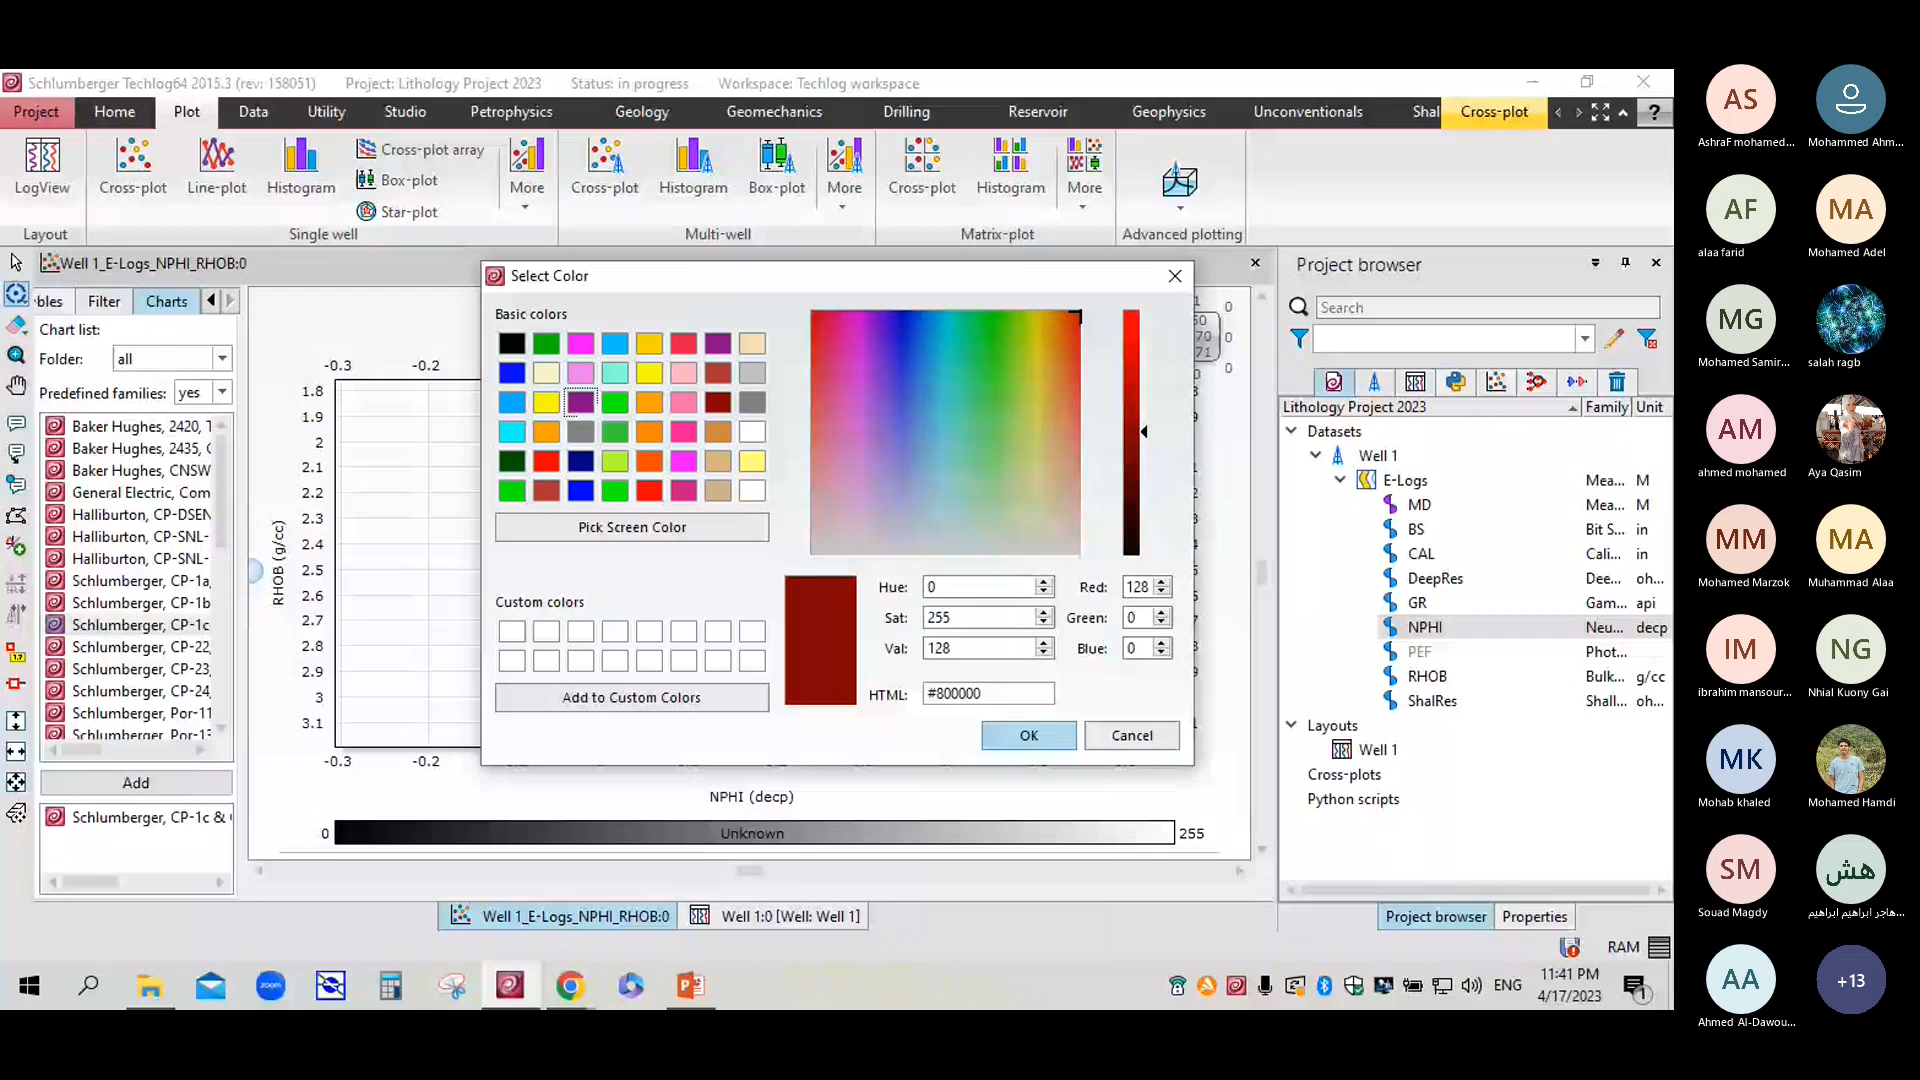 Schlumberger Techlog64 2015.3 (rev: 158051) Project: Lithology Project 2023 Status: in progress Workspace: Techlog workspace
Project Home Plot Data Utility Studio Petrophysics Geology Geomechanics Drilling Reservoir Geophysics Unconventionals Shal Cross-plot ?
LogView Cross-plot Line-plot Histogram Cross-plot array Box-plot Star-plot More Cross-plot Histogram Box-plot More Cross-plot Histogram More
Layout Single well Multi-well Matrix-plot Advanced plotting
Well 1_E-Logs_NPHI_RHOB:0
bles Filter Charts
Chart list:
Folder: all
Predefined families: yes
Baker Hughes, 2420, T
Baker Hughes, 2435, C
Baker Hughes, CNSW
General Electric, Com
Halliburton, CP-DSEN
Halliburton, CP-SNL-
Halliburton, CP-SNL-
Schlumberger, CP-1a,
Schlumberger, CP-1b
Schlumberger, CP-1c
Schlumberger, CP-22,
Schlumberger, CP-23,
Schlumberger, CP-24,
Schlumberger, Por-11
Schlumberger, Por-13
Add
Schlumberger, CP-1c &
-0.3 -0.2
1.8
1.9
2
2.1
2.2
2.3
2.4
2.5
2.6
2.7
2.8
2.9
3
3.1
RHOB (g/cc)
-0.3 -0.2
NPHI (decp)
0 Unknown 255
Select Color
Basic colors
Pick Screen Color
Custom colors
Add to Custom Colors
Hue: 0 Red: 128
Sat: 255 Green: 0
Val: 128 Blue: 0
HTML: #800000
OK Cancel
0
70 0
71
0
Project browser
Search
Lithology Project 2023 Family Unit
Datasets
Well 1
E-Logs Mea... M
MD Mea... M
BS Bit S... in
CAL Cali... in
DeepRes Dee... oh...
GR Gam... api
NPHI Neu... decp
PEF Phot...
RHOB Bulk... g/cc
ShalRes Shall... oh...
Layouts
Well 1
Cross-plots
Python scripts
Well 1_E-Logs_NPHI_RHOB:0 Well 1:0 [Well: Well 1]
Project browser Properties
RAM
zoom
ENG
11:41 PM
4/17/2023
1
AS
AshraF mohamed... Mohammed Ahm...
AF MA
alaa farid Mohamed Adel
MG
Mohamed Samir... salah ragb
AM
ahmed mohamed Aya Qasim
MM MA
Mohamed Marzok Muhammad Alaa
IM NG
ibrahim mansour... Nhial Kuony Gai
MK
Mohab khaled Mohamed Hamdi
SM هش
Souad Magdy هاجر ابراهيم ابراهيم...
AA +13
Ahmed Al-Dawou...